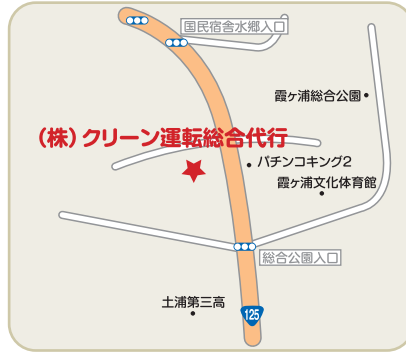 国民宿舎水郷入口
霞ヶ浦総合公園
(株)クリーン運転総合代行
パチンコキング2
霞ヶ浦文化体育館
総合公園入口
土浦第三高
125